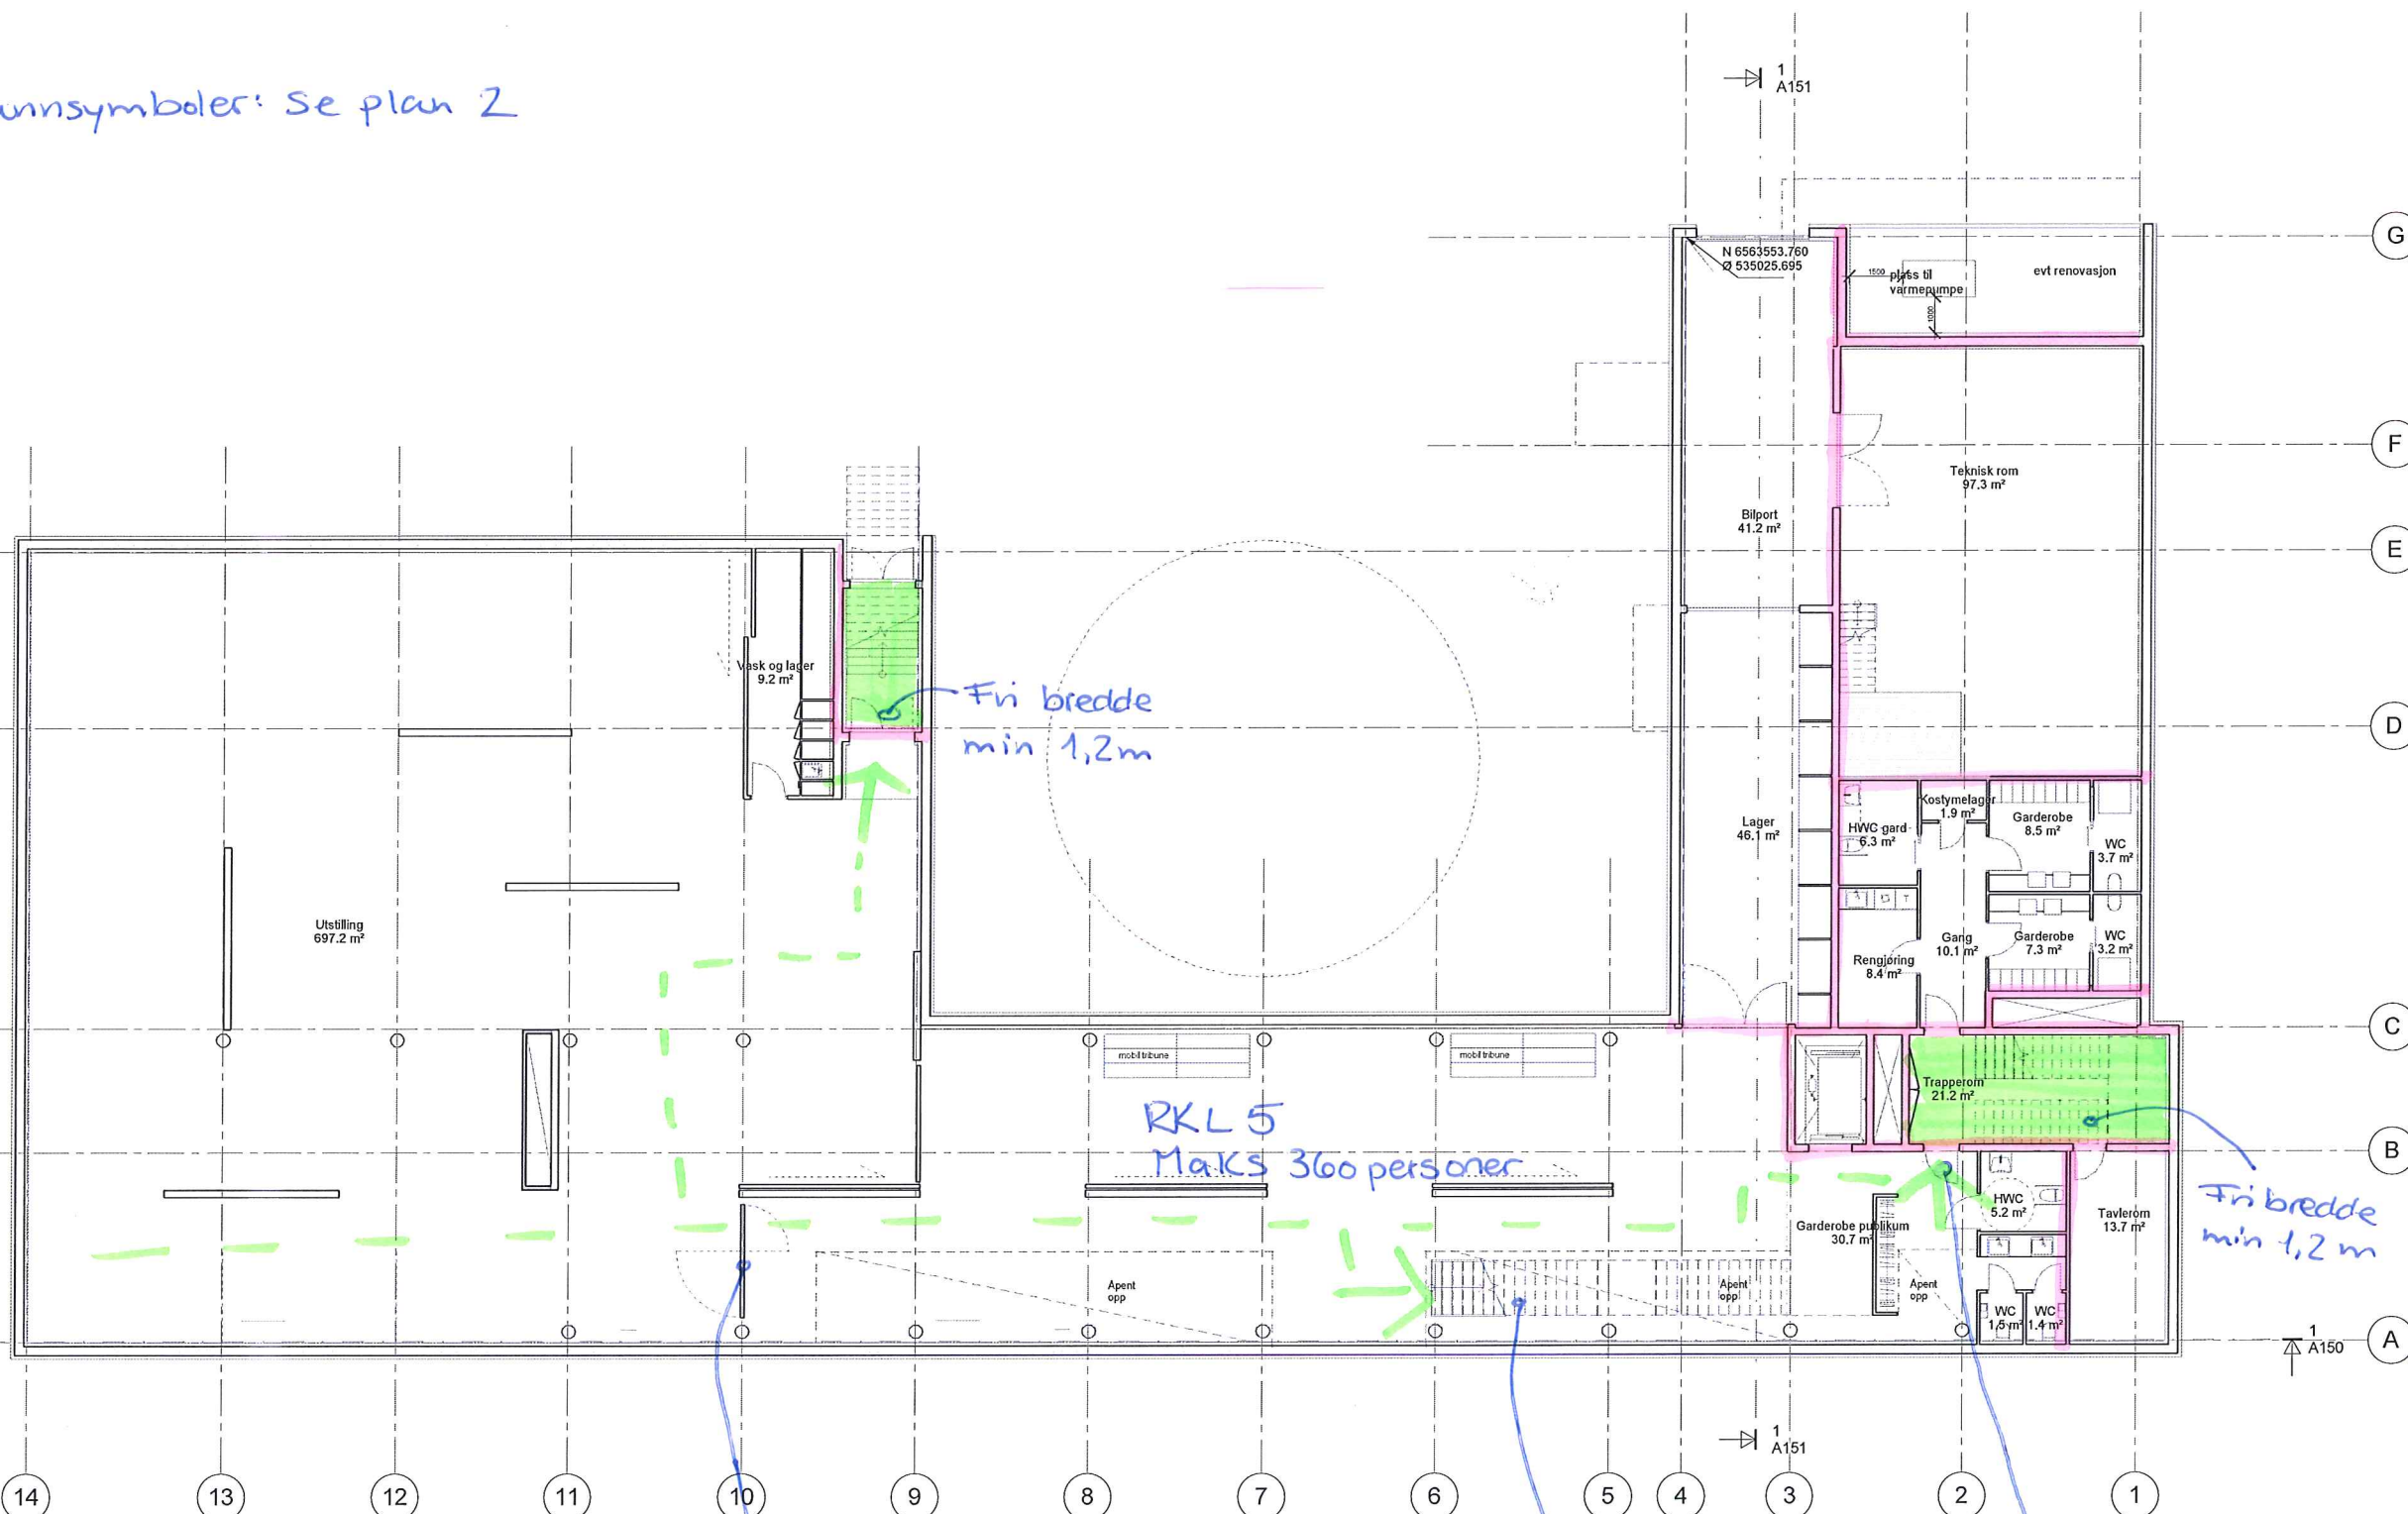 unnsymboler: Se plan 2
1
A151
G
N 6563553.760
Ø 535025.695
1500
plass til
varmepumpe
1000
evt renovasjon
F
Teknisk rom
97.3 m²
Bilport
41.2 m²
E
Vask og lager
9.2 m²
Fri bredde
min 1,2m
D
Lager
46.1 m²
HWC gard
6.3 m²
Kostymelager
1.9 m²
Garderobe
8.5 m²
WC
3.7 m²
Utstilling
697.2 m²
Rengjøring
8.4 m²
Gang
10.1 m²
Garderobe
7.3 m²
WC
3.2 m²
C
mobil tribune
mobil tribune
Trapperom
21.2 m²
RKL 5
Maks 360 personer
B
Garderobe publikum
30.7 m²
HWC
5.2 m²
Tavlerom
13.7 m²
Fri bredde
min 1,2 m
Apent
opp
Apent
opp
Apent
opp
WC
1.5 m²
WC
1.4 m²
1
A150
A
1
A151
14
13
12
11
10
9
8
7
6
5
4
3
2
1